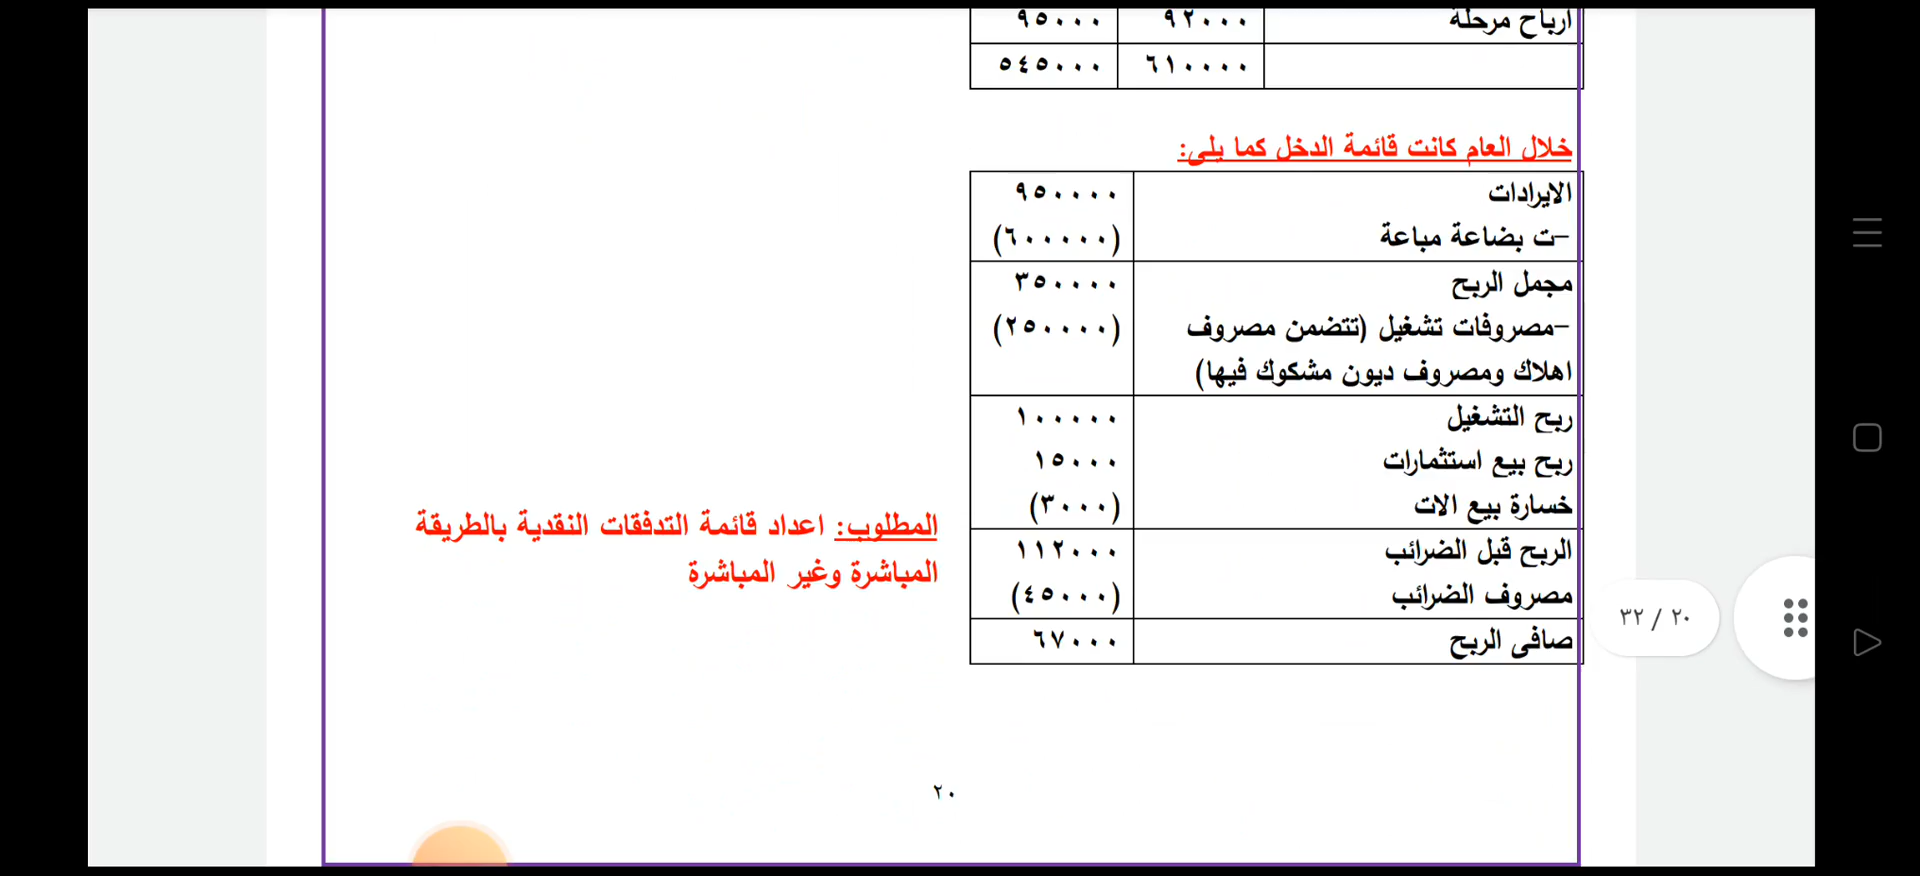 ارباح مرحلة ٩٢٠٠٠ ٩٥٠٠٠
٦١٠٠٠٠ ٥٤٥٠٠٠
خلال العام كانت قائمة الدخل كما يلى:
الايرادات ٩٥٠٠٠٠
-ت بضاعة مباعة (٦٠٠٠٠٠)
مجمل الربح ٣٥٠٠٠٠
-مصروفات تشغيل (تتضمن مصروف (٢٥٠٠٠٠)
اهلاك ومصروف ديون مشكوك فيها)
ربح التشغيل ١٠٠٠٠٠
ربح بيع استثمارات ١٥٠٠٠
خسارة بيع الات (٣٠٠٠)
الربح قبل الضرائب ١١٢٠٠٠
مصروف الضرائب (٤٥٠٠٠)
صافى الربح ٦٧٠٠٠
المطلوب: اعداد قائمة التدفقات النقدية بالطريقة
المباشرة وغير المباشرة
٢٠ / ٣٢
٢٠